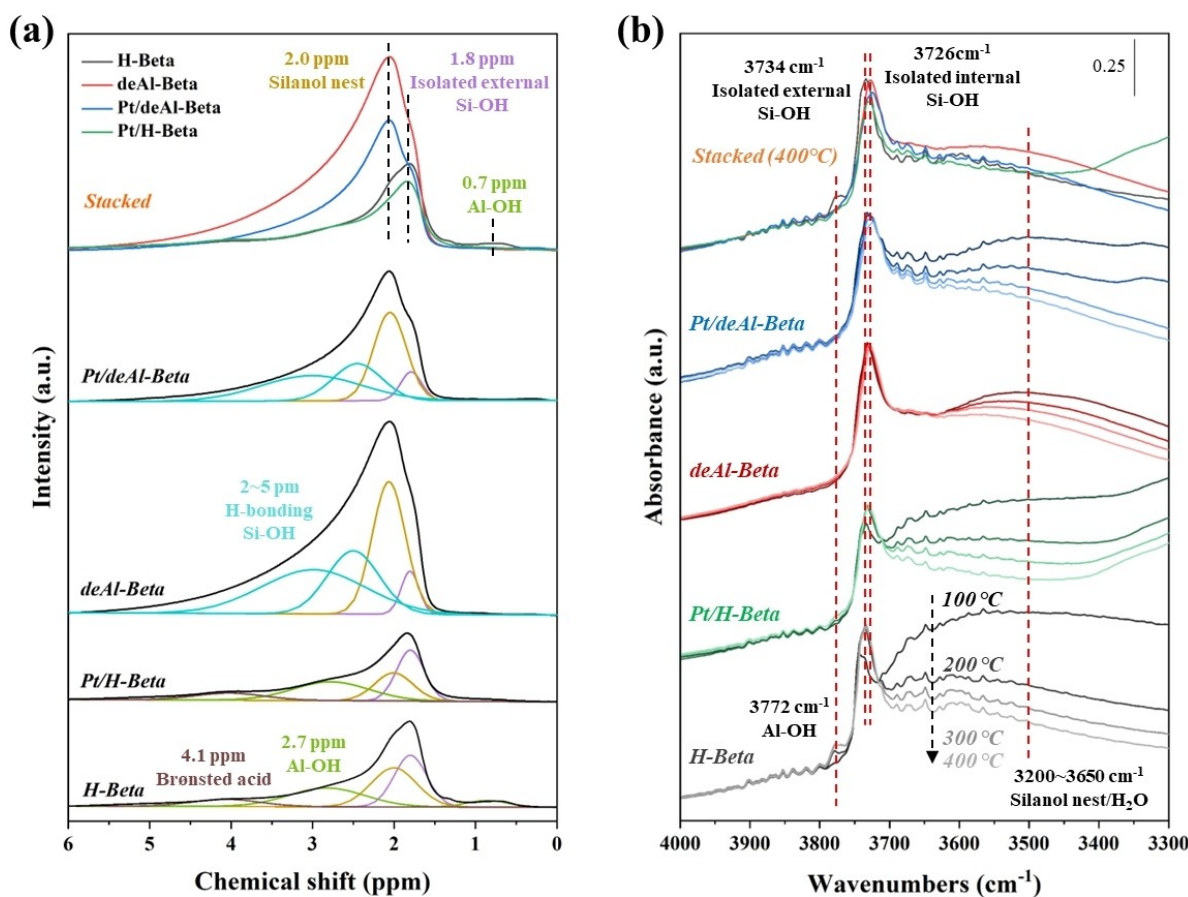 (a)
H-Beta
deAl-Beta
Pt/deAl-Beta
Pt/H-Beta
2.0 ppm
Silanol nest
1.8 ppm
Isolated external
Si-OH
0.7 ppm
Al-OH
Stacked
Pt/deAl-Beta
2~5 pm
H-bonding
Si-OH
deAl-Beta
Pt/H-Beta
4.1 ppm
Brønsted acid
2.7 ppm
Al-OH
H-Beta
Intensity (a.u.)
6 5 4 3 2 1 0
Chemical shift (ppm)
(b)
3734 cm⁻¹
Isolated external
Si-OH
3726cm⁻¹
Isolated internal
Si-OH
0.25
Stacked (400°C)
Pt/deAl-Beta
deAl-Beta
Pt/H-Beta
100 °C
200 °C
300 °C
400 °C
3772 cm⁻¹
Al-OH
H-Beta
3200~3650 cm⁻¹
Silanol nest/H₂O
Absorbance (a.u.)
4000 3900 3800 3700 3600 3500 3400 3300
Wavenumbers (cm⁻¹)